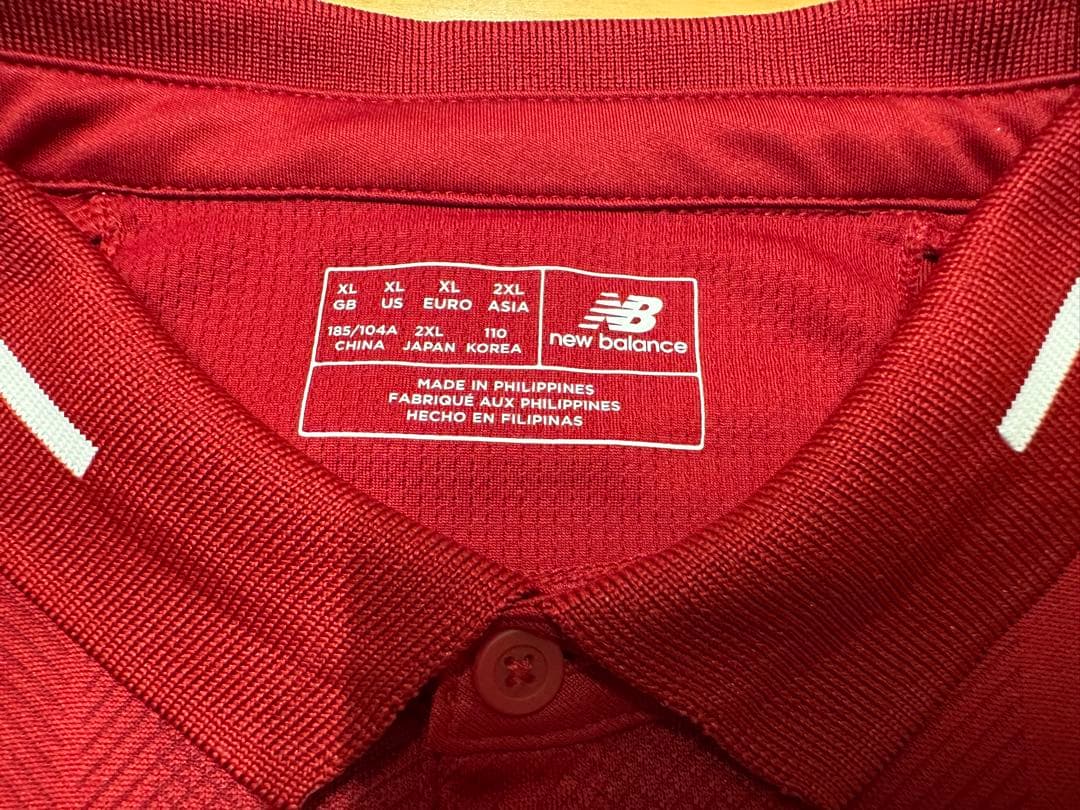 XL XL XL 2XL
GB US EURO ASIA
185/104A 2XL 110
CHINA JAPAN KOREA
NB
new balance
MADE IN PHILIPPINES
FABRIQUÉ AUX PHILIPPINES
HECHO EN FILIPINAS